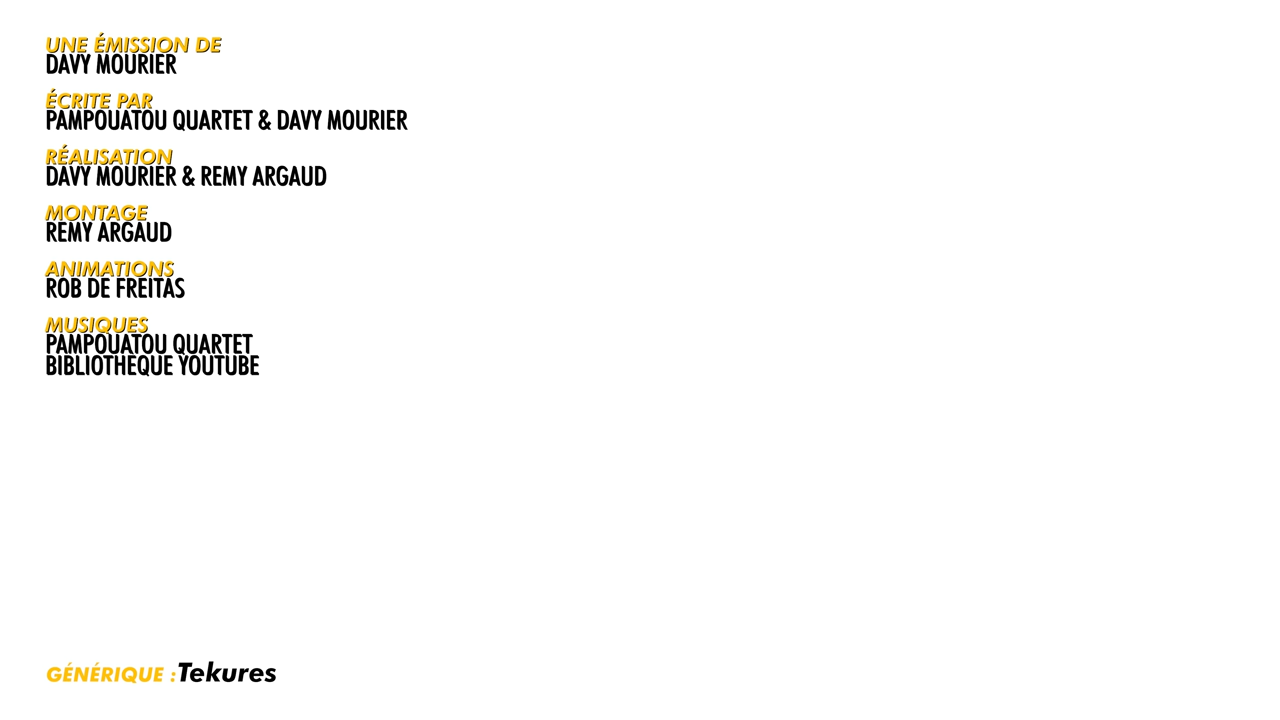 UNE ÉMISSION DE
DAVY MOURIER
ÉCRITE PAR
PAMPOUATOU QUARTET & DAVY MOURIER
RÉALISATION
DAVY MOURIER & REMY ARGAUD
MONTAGE
REMY ARGAUD
ANIMATIONS
ROB DE FREITAS
MUSIQUES
PAMPOUATOU QUARTET
BIBLIOTHÈQUE YOUTUBE
GÉNÉRIQUE :Tekures